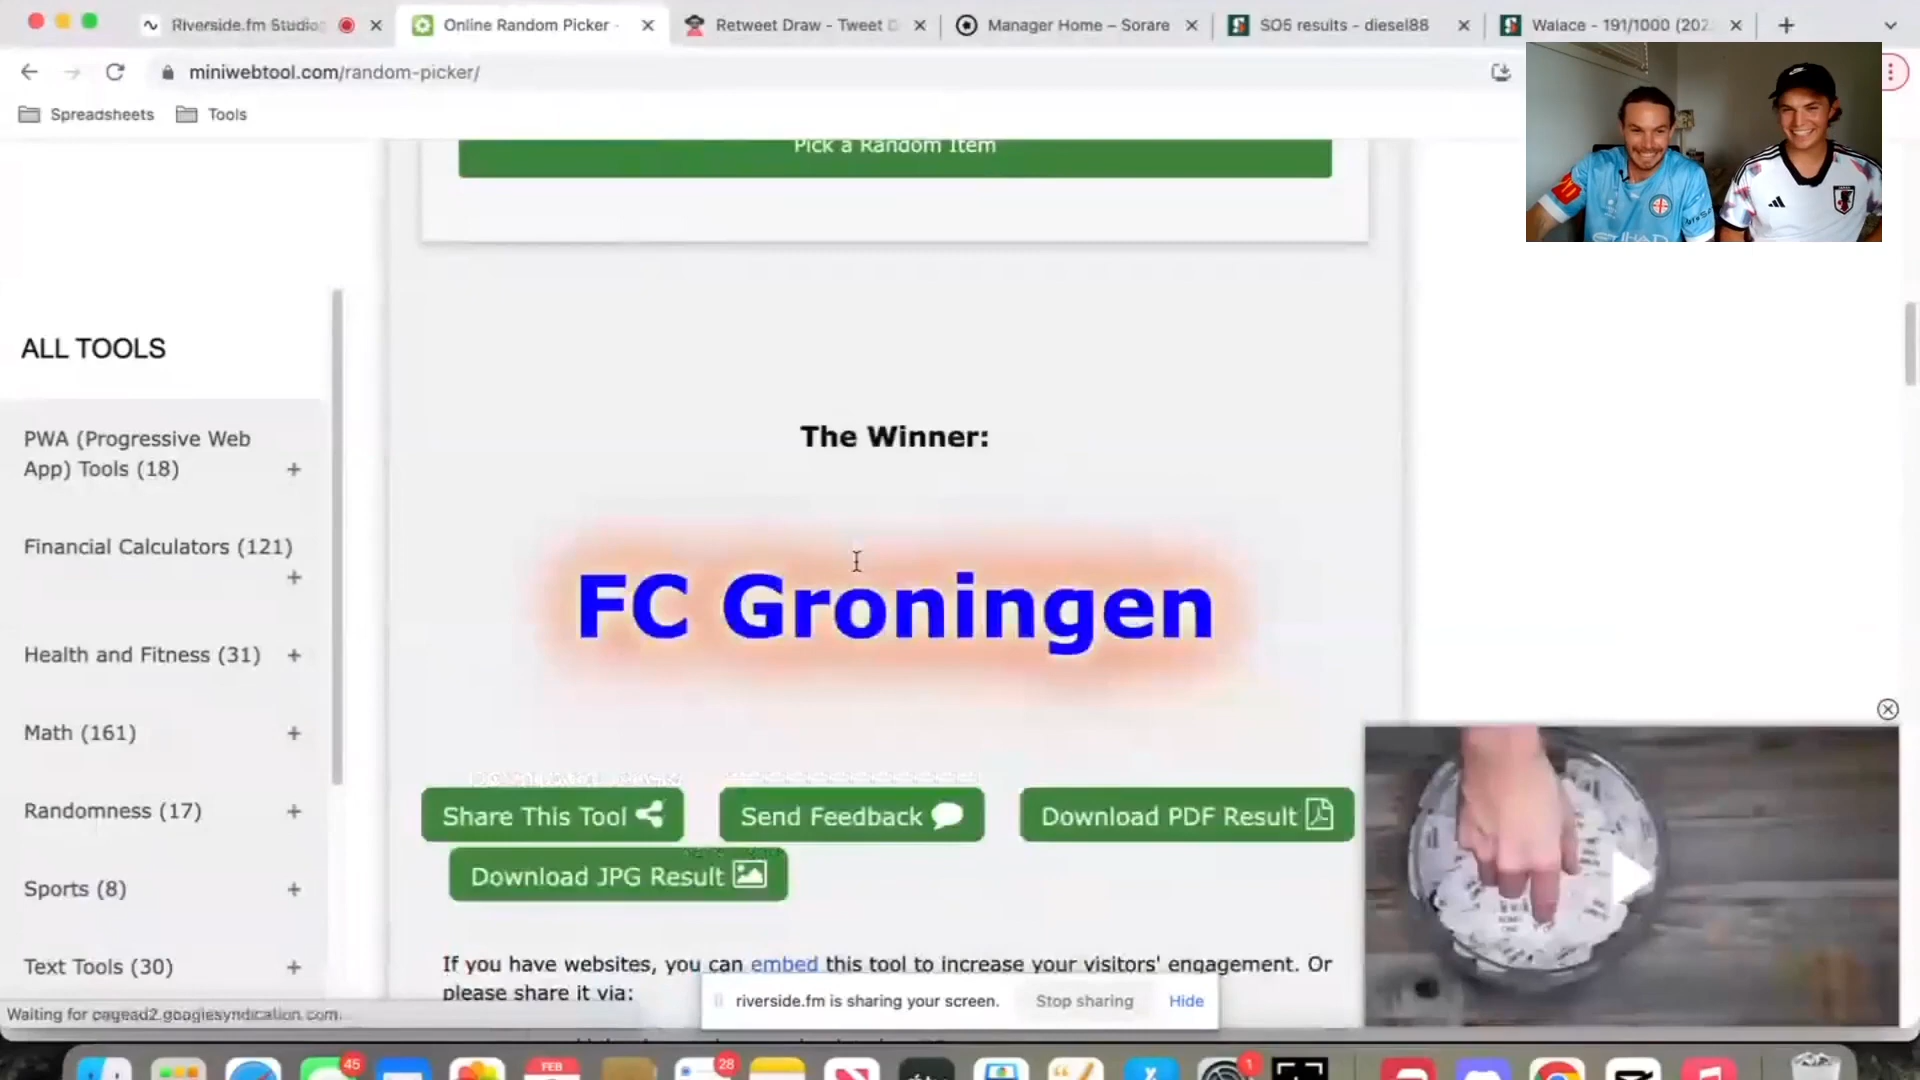 Riverside.fm Studio
Online Random Picker -
Retweet Draw - Tweet D
Manager Home – Sorare
SO5 results - diesel88
Walace – 191/1000 (202
miniwebtool.com/random-picker/
Spreadsheets
Tools
Pick a Random Item
ALL TOOLS
PWA (Progressive Web
App) Tools (18) +
Financial Calculators (121)
+
Health and Fitness (31) +
Math (161) +
Randomness (17) +
Sports (8) +
Text Tools (30) +
The Winner:
FC Groningen
Share This Tool
Send Feedback
Download PDF Result
Download JPG Result
If you have websites, you can embed this tool to increase your visitors' engagement. Or
please share it via:
riverside.fm is sharing your screen.
Stop sharing
Hide
Waiting for pagead2.googlesyndication.com...
45
FEB
28
1